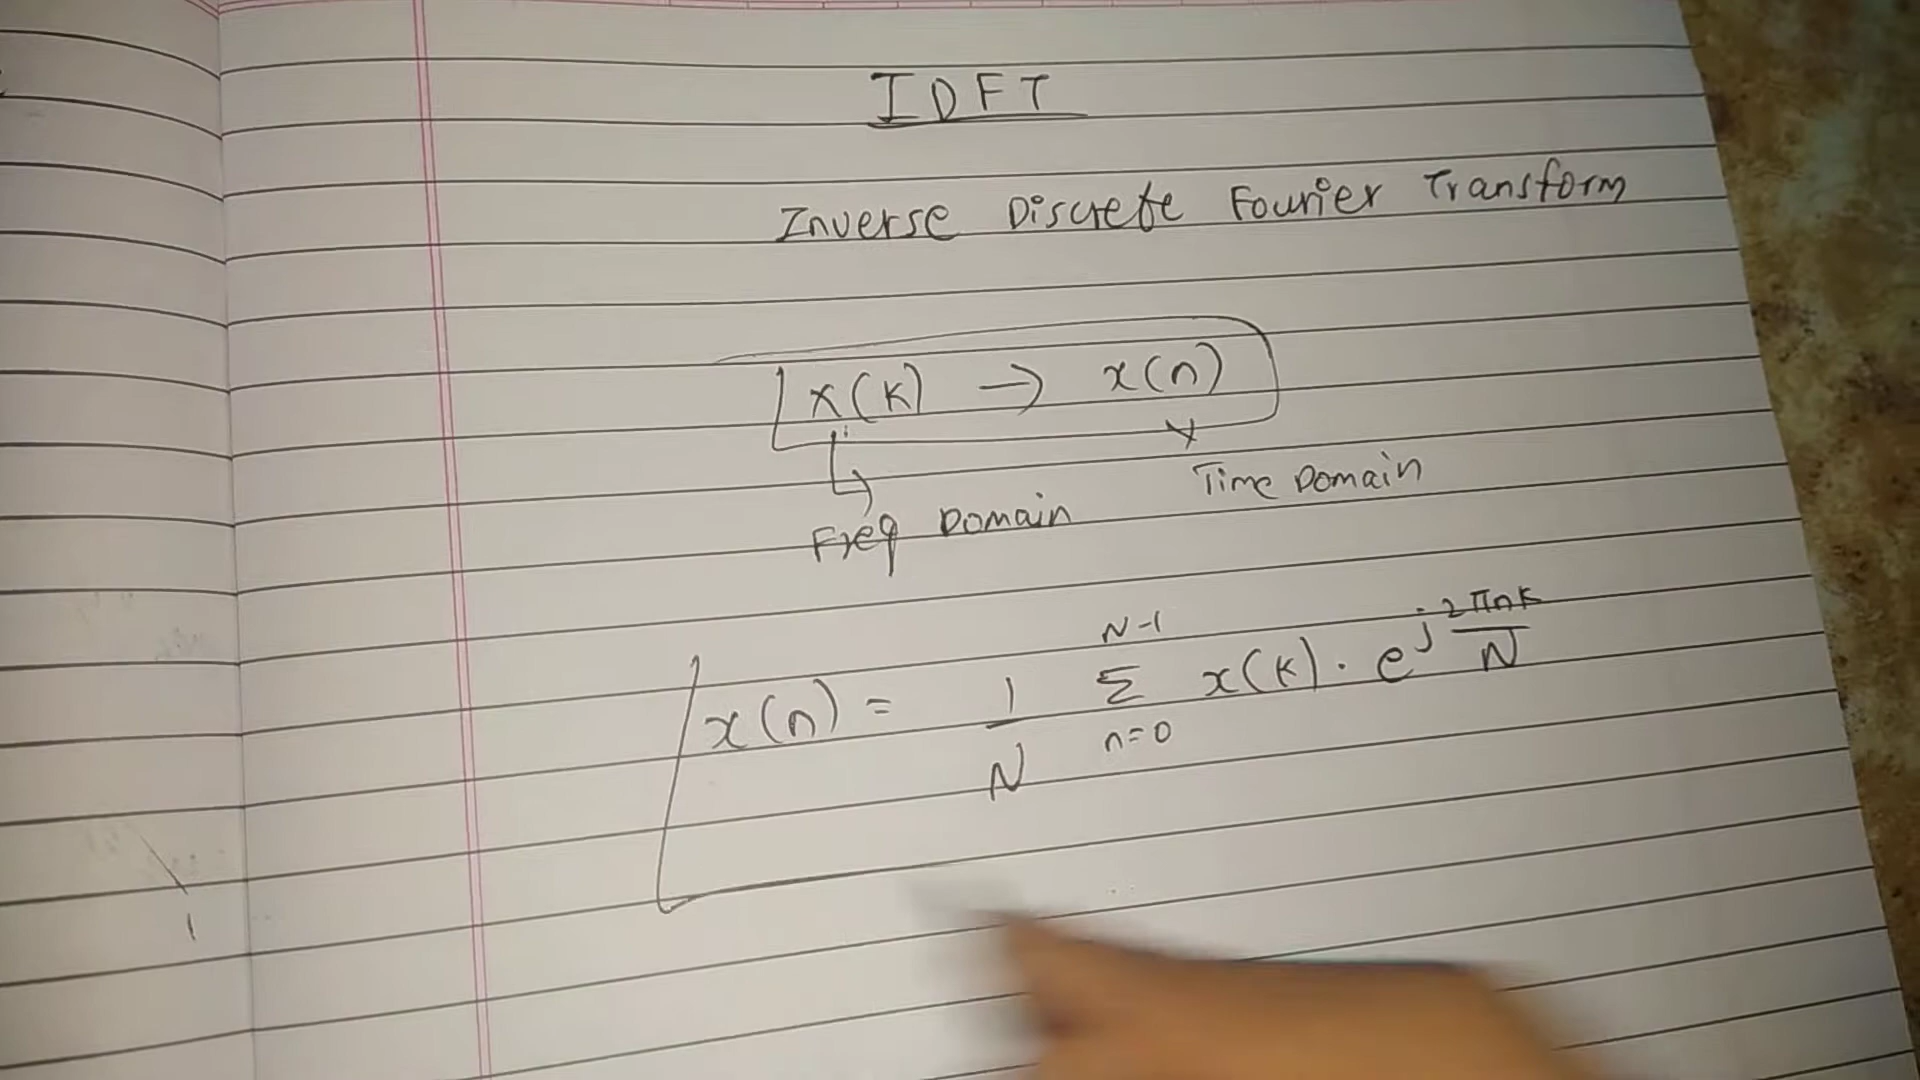 IDFT
Inverse Discrete Fourier Transform
x(k) → x(n)
Time Domain
Freq Domain
x(n) = 1/N Σ_{n=0}^{N-1} x(k) · e^{j 2πnk/N}